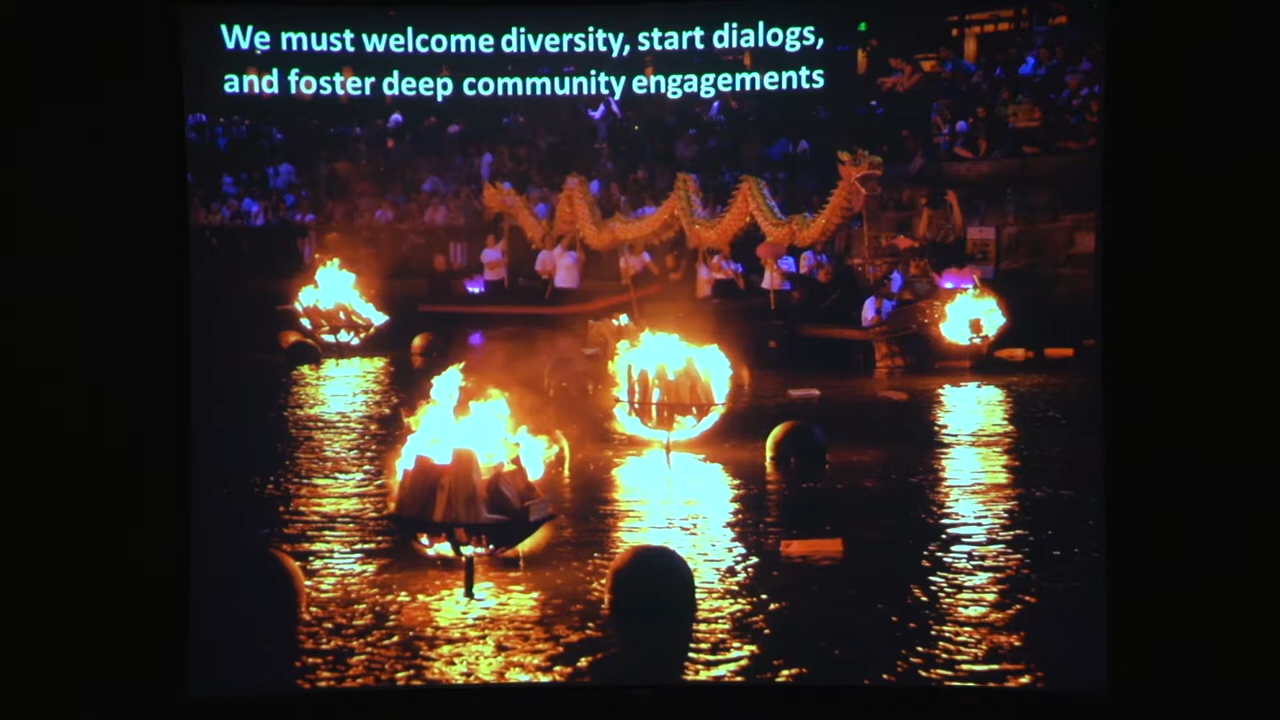 We must welcome diversity, start dialogs,
and foster deep community engagements